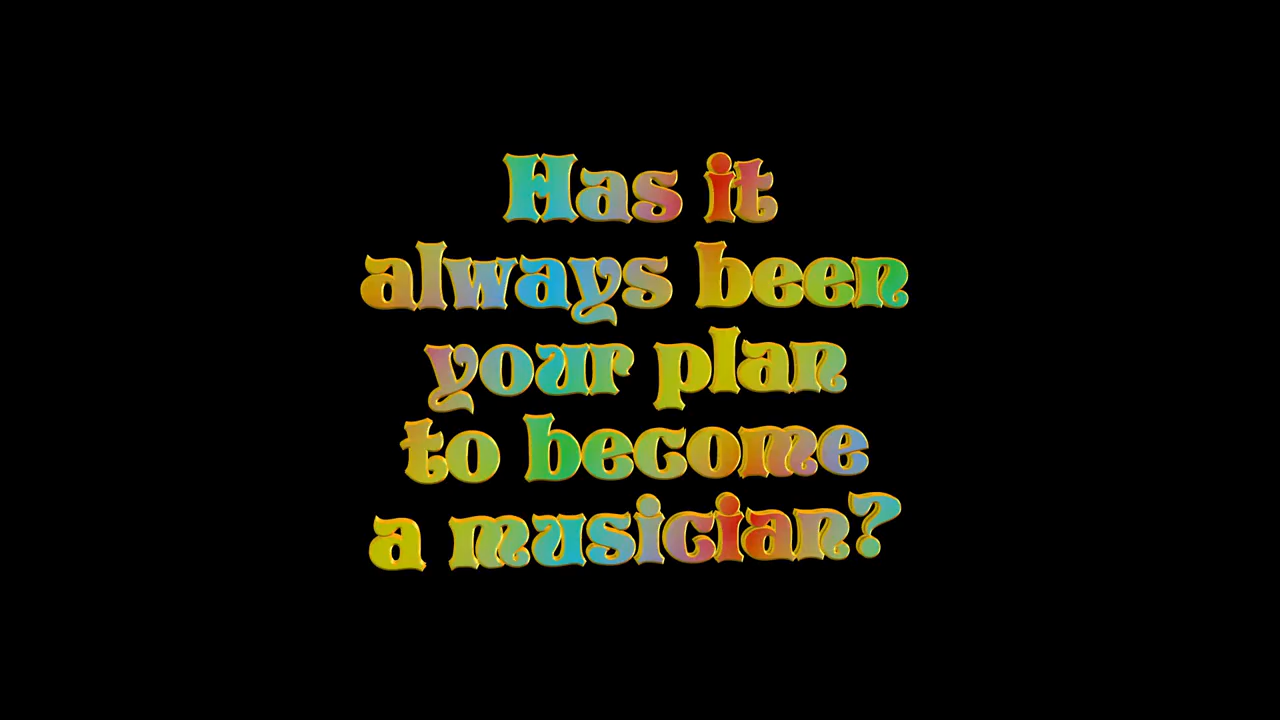 Has it
always been
your plan
to become
a musician?